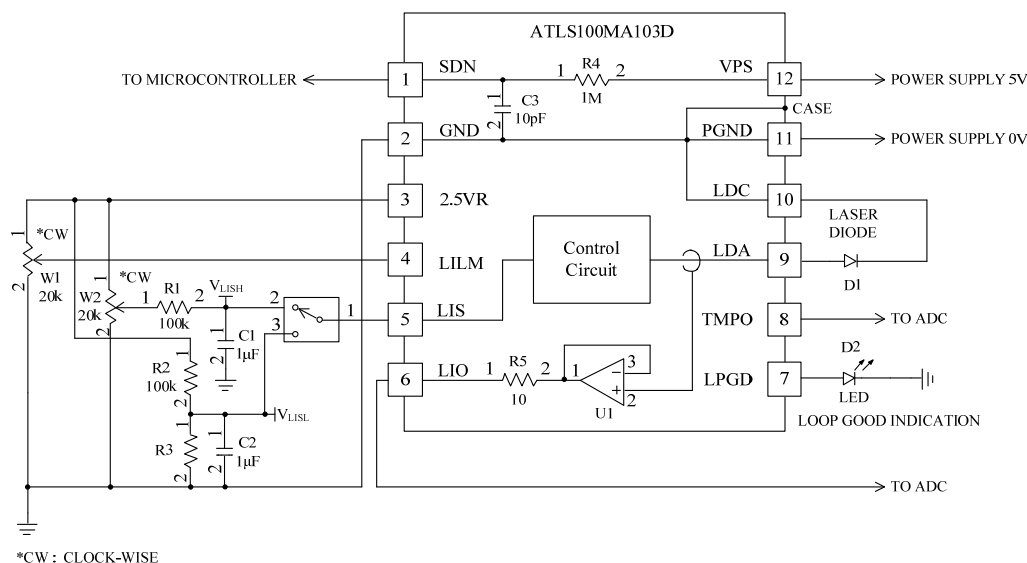 ATLS100MA103D
TO MICROCONTROLLER
1
SDN
1
R4
2
1M
VPS
12
POWER SUPPLY 5V
1
C3
10pF
2
CASE
2
GND
PGND
11
POWER SUPPLY 0V
3
2.5VR
LDC
10
LASER
DIODE
1
*CW
W1
20k
2
4
LILM
Control
Circuit
LDA
9
D1
1
*CW
W2
20k
2
1
R1
2
100k
VLISH
2
3
1
5
LIS
TMPO
8
TO ADC
1
C1
1μF
2
1
R2
100k
2
6
LIO
1
R5
2
10
1
3
−
+
2
U1
LPGD
7
D2
LED
LOOP GOOD INDICATION
VLISL
1
R3
2
1
C2
1μF
2
TO ADC
*CW : CLOCK-WISE